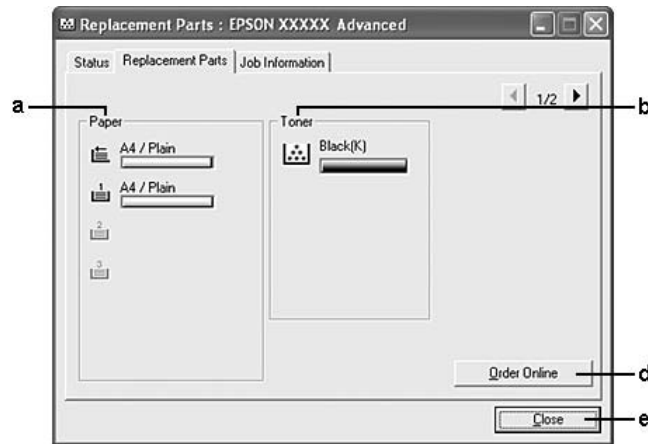 Replacement Parts : EPSON XXXXX Advanced
Status Replacement Parts Job Information
1/2
a b
Paper Toner
A4 / Plain Black(K)
1 A4 / Plain
2
3
Order Online d
Close e